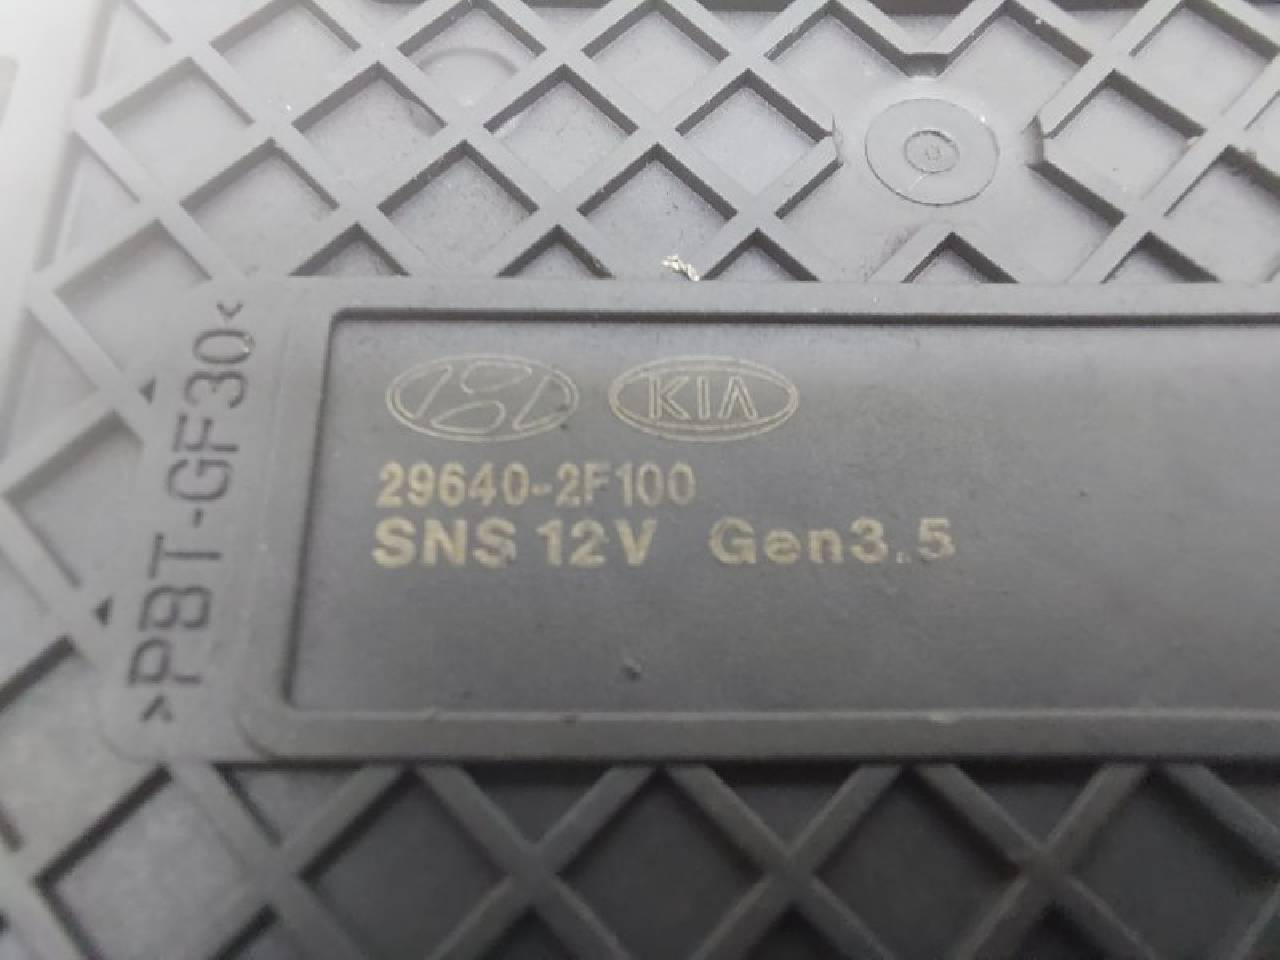 >PBT-GF30<
KIA
29640-2F100
SNS 12V Gen3.5